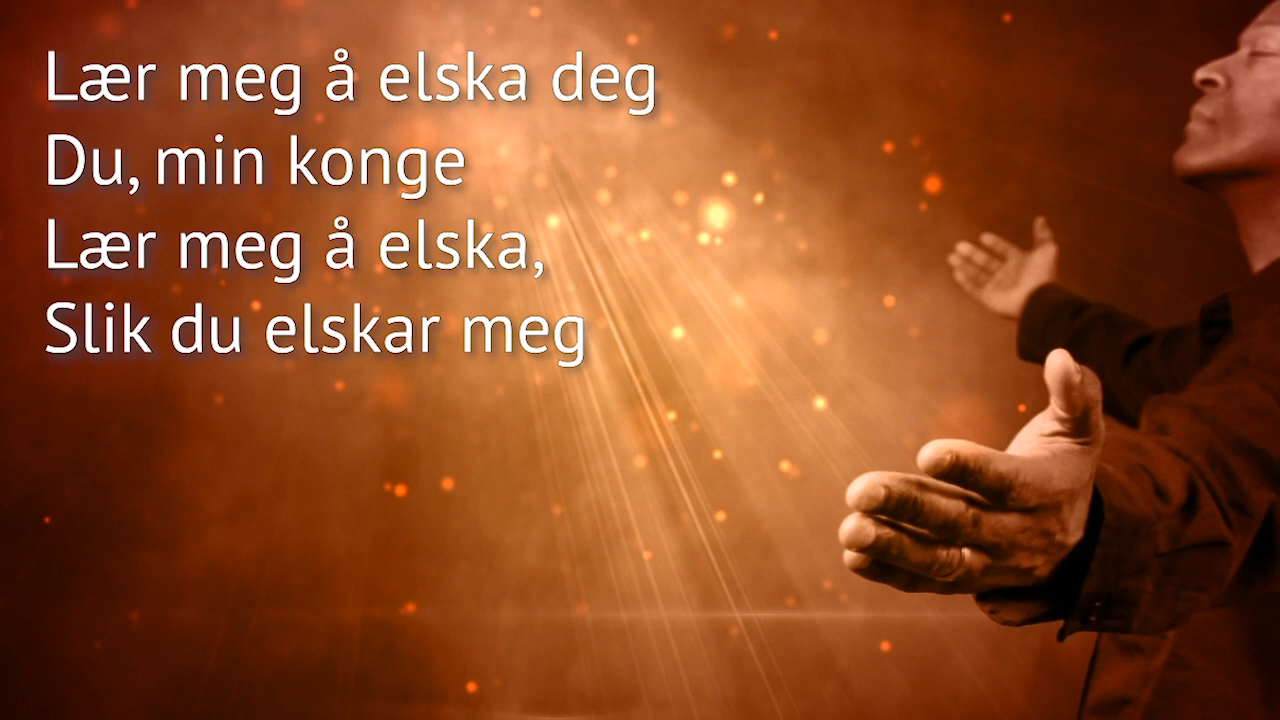 Lær meg å elska deg
Du, min konge
Lær meg å elska,
Slik du elskar meg